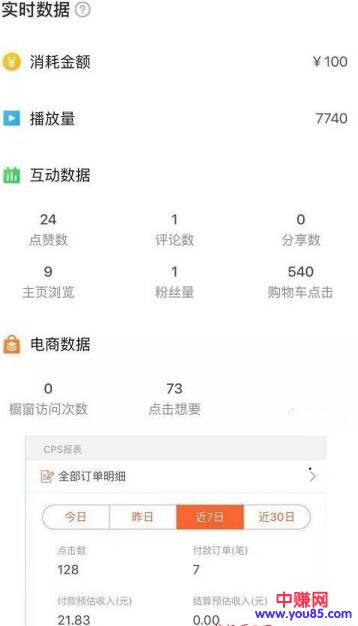 实时数据 ?
消耗金额 ¥100
播放量 7740
互动数据
24 1 0
点赞数 评论数 分享数
9 1 540
主页浏览 粉丝量 购物车点击
电商数据
0 73
橱窗访问次数 点击想要
CPS报表
全部订单明细
今日 昨日 近7日 近30日
点击数 付款订单(笔)
128 7
付款预估收入(元) 结算预估收入(元)
21.83 0.00
中赚网
www.you85.com